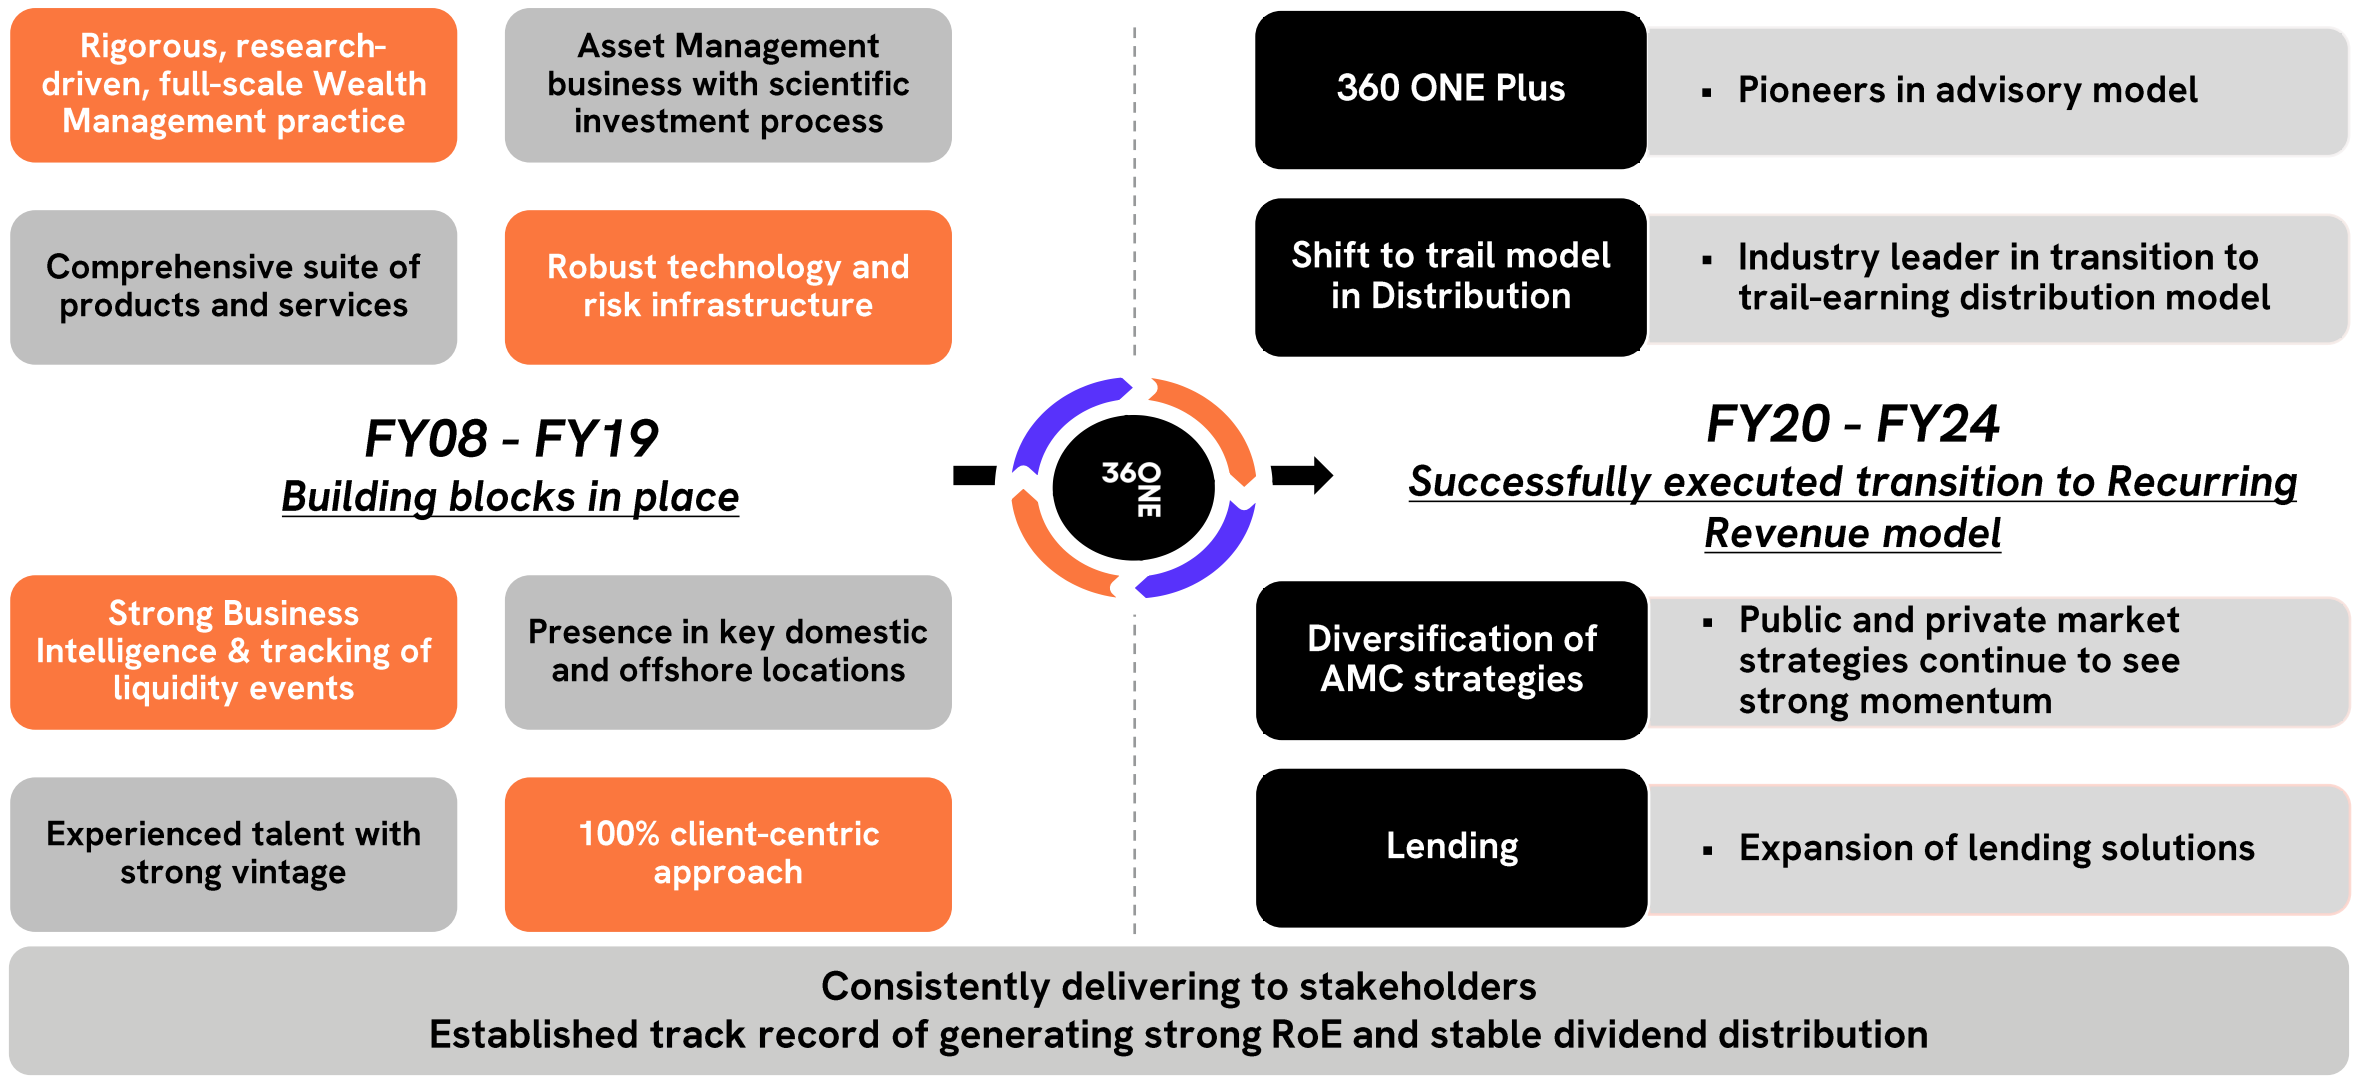 Rigorous, research-
driven, full-scale Wealth
Management practice
Asset Management
business with scientific
investment process
Comprehensive suite of
products and services
Robust technology and
risk infrastructure
FY08 - FY19
Building blocks in place
Strong Business
Intelligence & tracking of
liquidity events
Presence in key domestic
and offshore locations
Experienced talent with
strong vintage
100% client-centric
approach
36ONE
ONE
360 ONE Plus
▪ Pioneers in advisory model
Shift to trail model
in Distribution
▪ Industry leader in transition to
trail-earning distribution model
FY20 - FY24
Successfully executed transition to Recurring
Revenue model
Diversification of
AMC strategies
▪ Public and private market
strategies continue to see
strong momentum
Lending
▪ Expansion of lending solutions
Consistently delivering to stakeholders
Established track record of generating strong RoE and stable dividend distribution